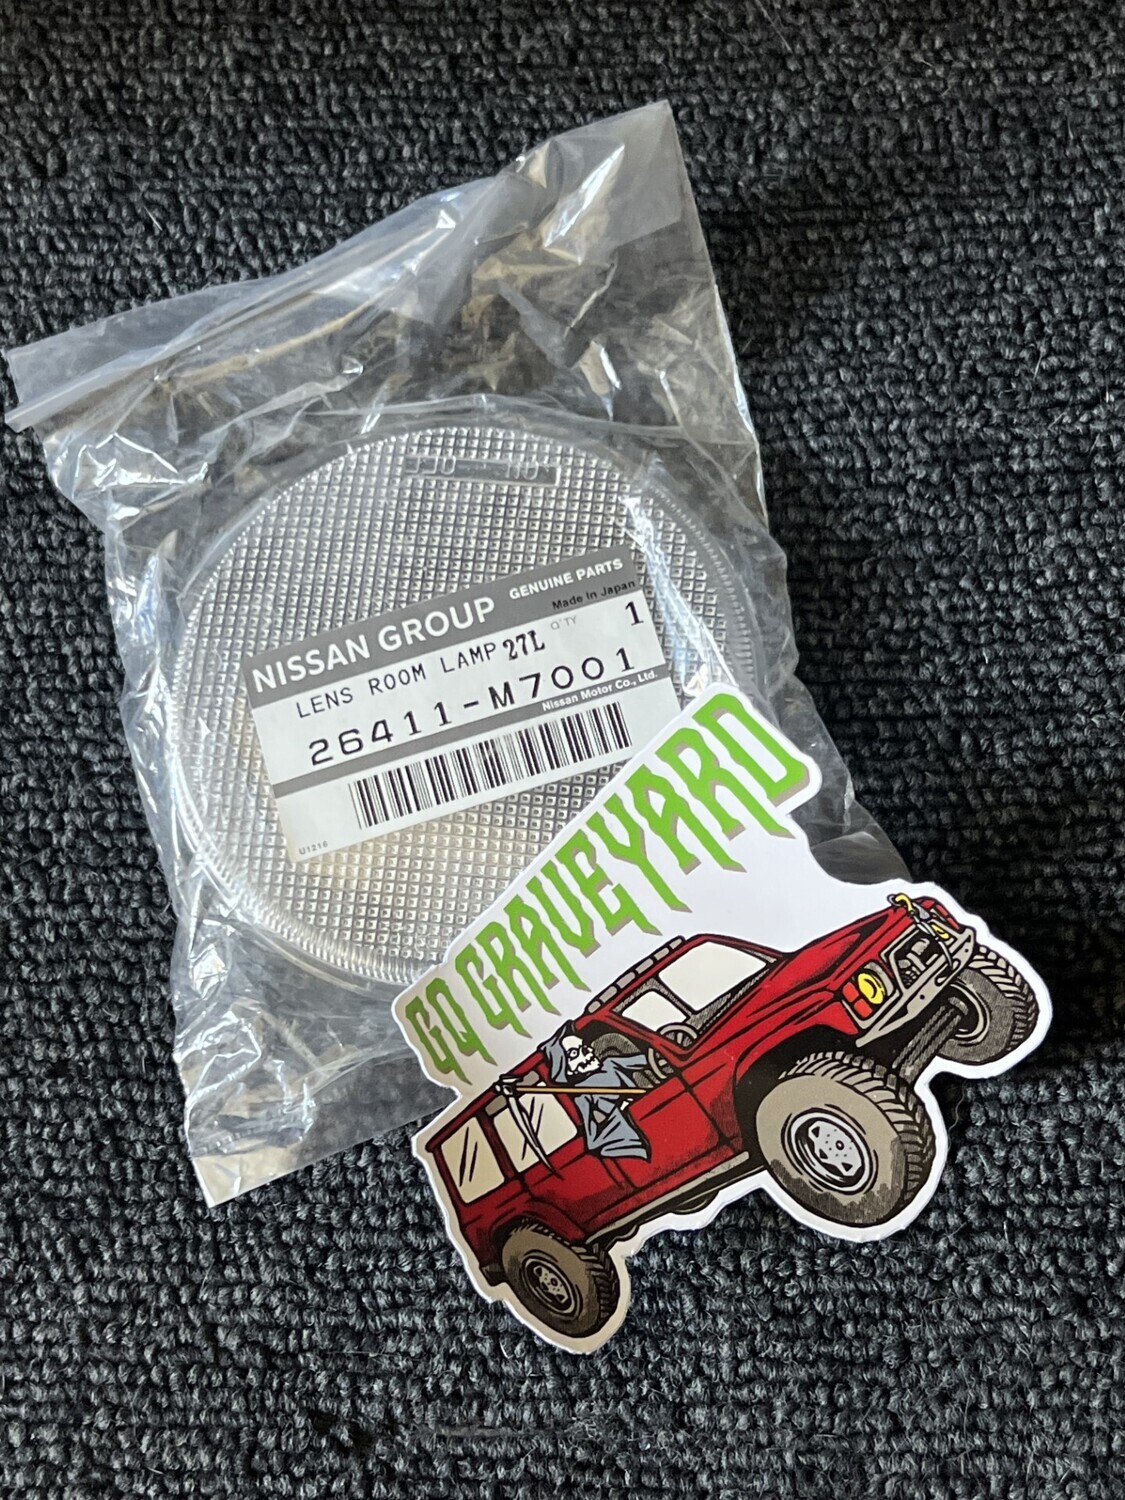 NISSAN GROUP GENUINE PARTS
Made in Japan
LENS ROOM LAMP 27L Q'TY 1
26411-M7001
Nissan Motor Co., Ltd.
U1216
GQ GRAVEYARD